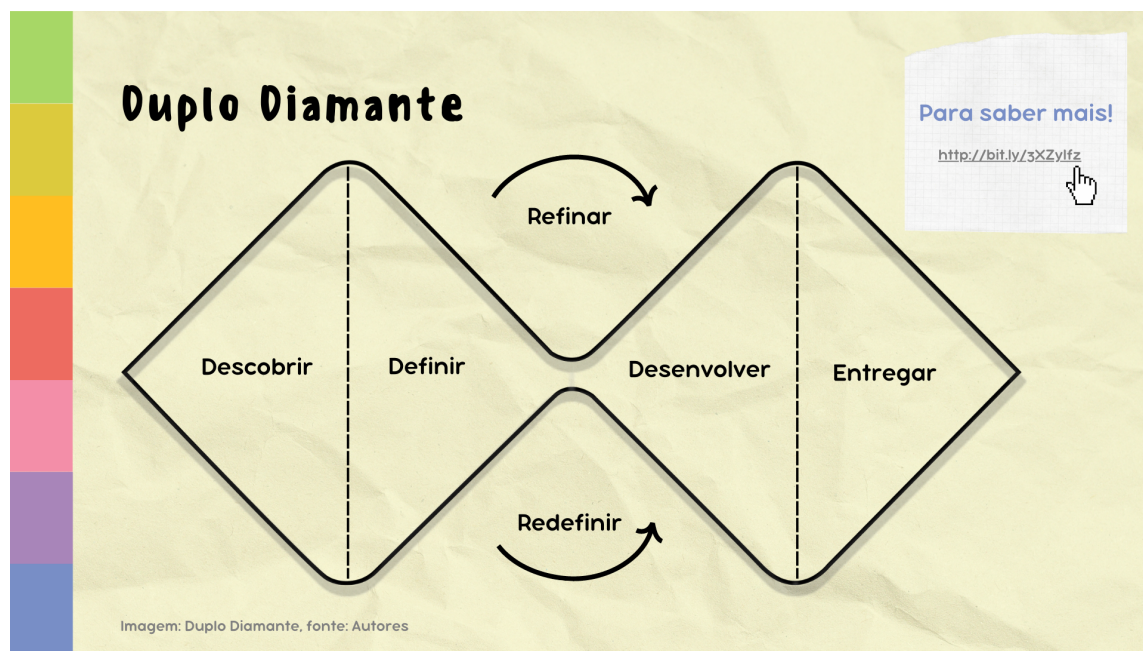 Duplo Diamante
Para saber mais!
http://bit.ly/3XZylfz
Refinar
Descobrir
Definir
Desenvolver
Entregar
Redefinir
Imagem: Duplo Diamante, fonte: Autores